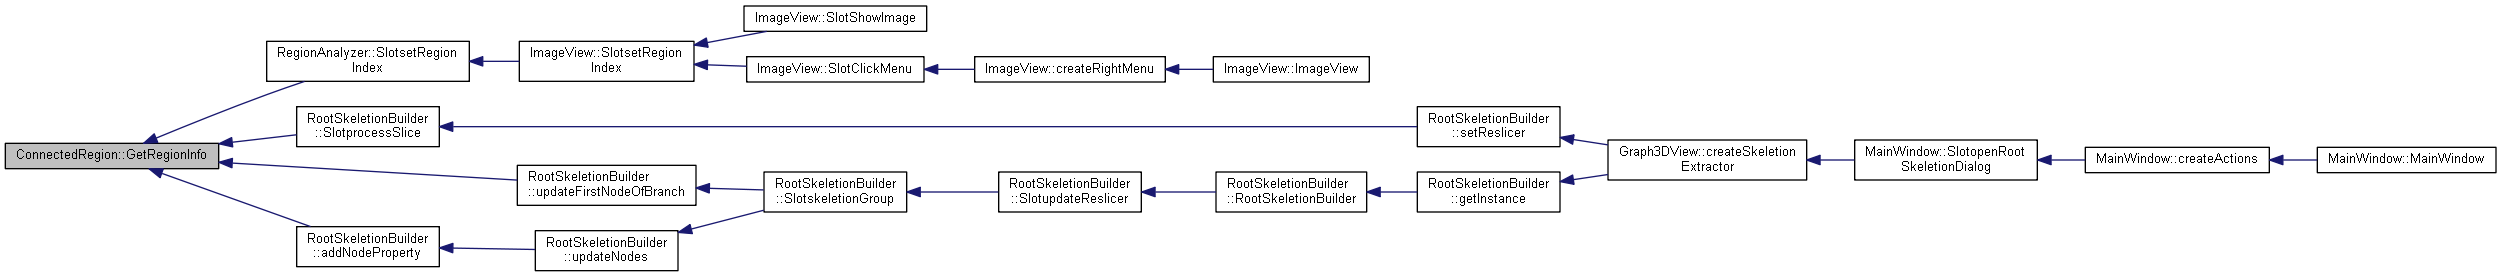 ImageView::SlotShowImage
RegionAnalyzer::SlotsetRegion
Index
ImageView::SlotsetRegion
Index
ImageView::SlotClickMenu
ImageView::createRightMenu
ImageView::ImageView
RootSkeletionBuilder
::SlotprocessSlice
RootSkeletionBuilder
::setReslicer
ConnectedRegion::GetRegionInfo
Graph3DView::createSkeletion
Extractor
MainWindow::SlotopenRoot
SkeletionDialog
MainWindow::createActions
MainWindow::MainWindow
RootSkeletionBuilder
::updateFirstNodeOfBranch
RootSkeletionBuilder
::SlotskeletionGroup
RootSkeletionBuilder
::SlotupdateReslicer
RootSkeletionBuilder
::RootSkeletionBuilder
RootSkeletionBuilder
::getInstance
RootSkeletionBuilder
::addNodeProperty
RootSkeletionBuilder
::updateNodes